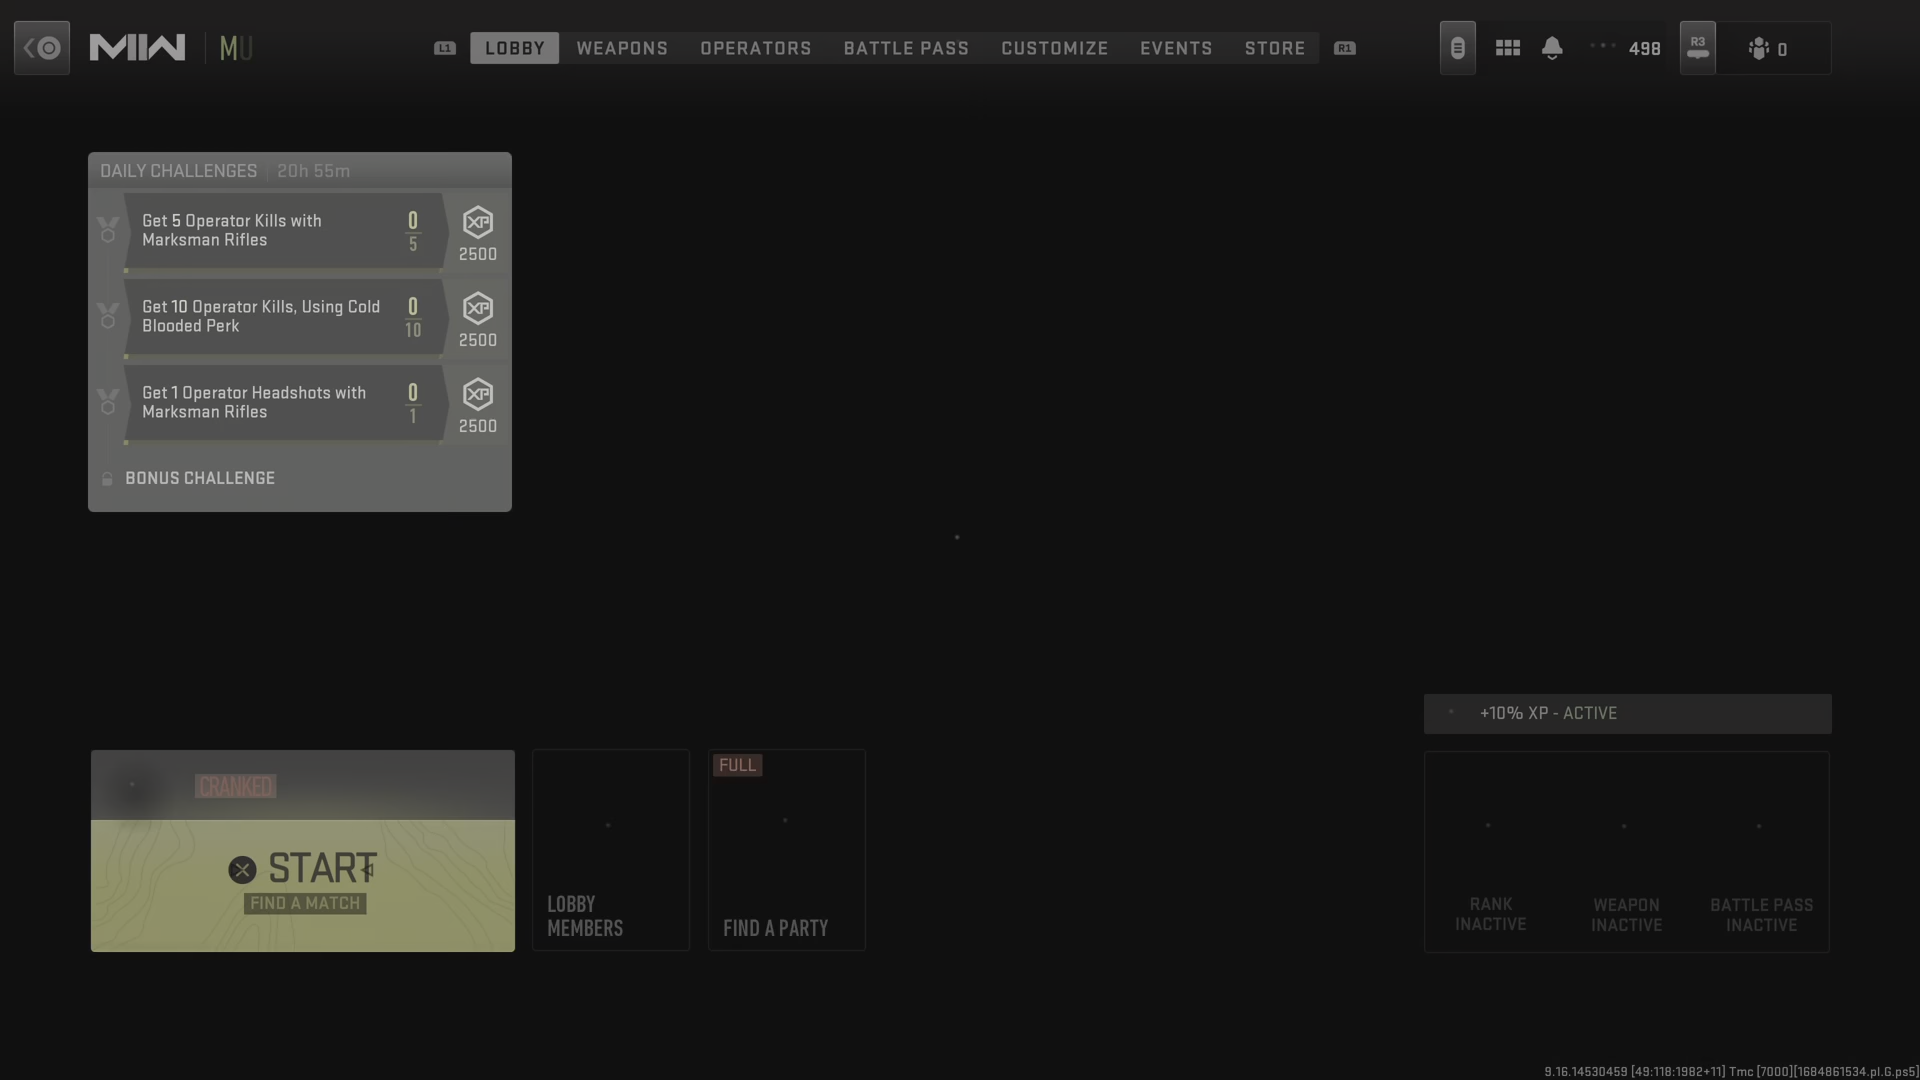 MW MU
L1 LOBBY WEAPONS OPERATORS BATTLE PASS CUSTOMIZE EVENTS STORE R1
498 R3 0
DAILY CHALLENGES 20h 55m
Get 5 Operator Kills with
Marksman Rifles
0
5
XP
2500
Get 10 Operator Kills, Using Cold
Blooded Perk
0
10
XP
2500
Get 1 Operator Headshots with
Marksman Rifles
0
1
XP
2500
BONUS CHALLENGE
+10% XP - ACTIVE
CRANKED
START
FIND A MATCH
LOBBY
MEMBERS
FULL
FIND A PARTY
RANK
INACTIVE
WEAPON
INACTIVE
BATTLE PASS
INACTIVE
9.16.14530459 [49:118:1982+11] Tmc [7000][1684861534.pl.G.ps5]